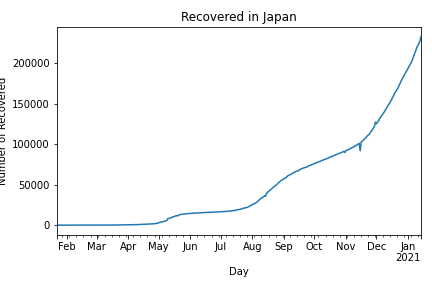 Recovered in Japan
Number of Recovered
200000
150000
100000
50000
0
Feb Mar Apr May Jun Jul Aug Sep Oct Nov Dec Jan
2021
Day